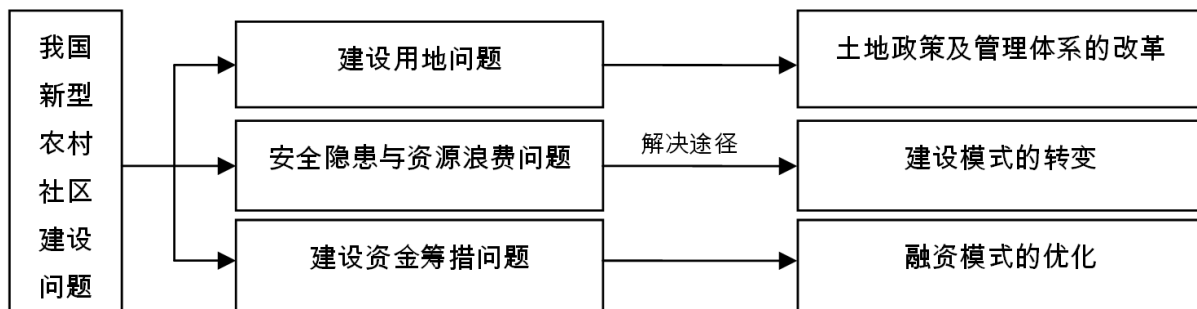 我国
新型
农村
社区
建设
问题
建设用地问题
土地政策及管理体系的改革
安全隐患与资源浪费问题
解决途径
建设模式的转变
建设资金筹措问题
融资模式的优化